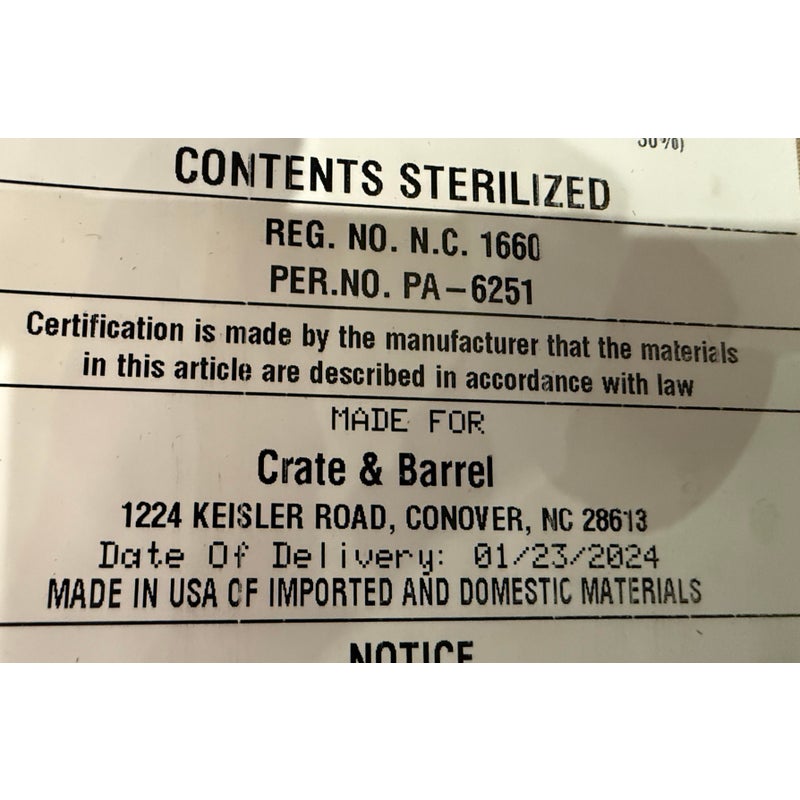 50%)
CONTENTS STERILIZED
REG. NO. N.C. 1660
PER.NO. PA-6251
Certification is made by the manufacturer that the materials
in this article are described in accordance with law
MADE FOR
Crate & Barrel
1224 KEISLER ROAD, CONOVER, NC 28613
Date Of Delivery: 01/23/2024
MADE IN USA OF IMPORTED AND DOMESTIC MATERIALS
NOTICE